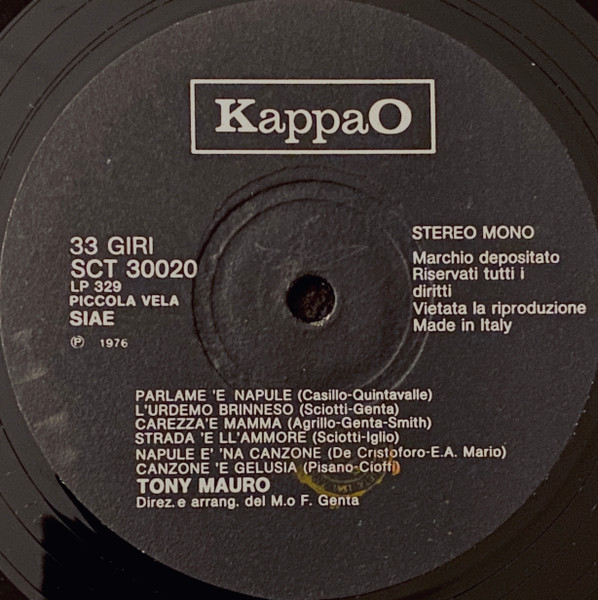 KappaO
33 GIRI
SCT 30020
LP 329
PICCOLA VELA
SIAE
Ⓟ 1976
STEREO MONO
Marchio depositato
Riservati tutti i
diritti
Vietata la riproduzione
Made in Italy
PARLAME 'E NAPULE (Casillo-Quintavalle)
L'URDEMO BRINNESO (Sciotti-Genta)
CAREZZA'E MAMMA (Agrillo-Genta-Smith)
STRADA 'E LL'AMMORE (Sciotti-Iglio)
NAPULE E' 'NA CANZONE (De Cristoforo-E.A. Mario)
CANZONE 'E GELUSIA (Pisano-Cioffi)
TONY MAURO
Direz.e arrang. del M.o F. Genta